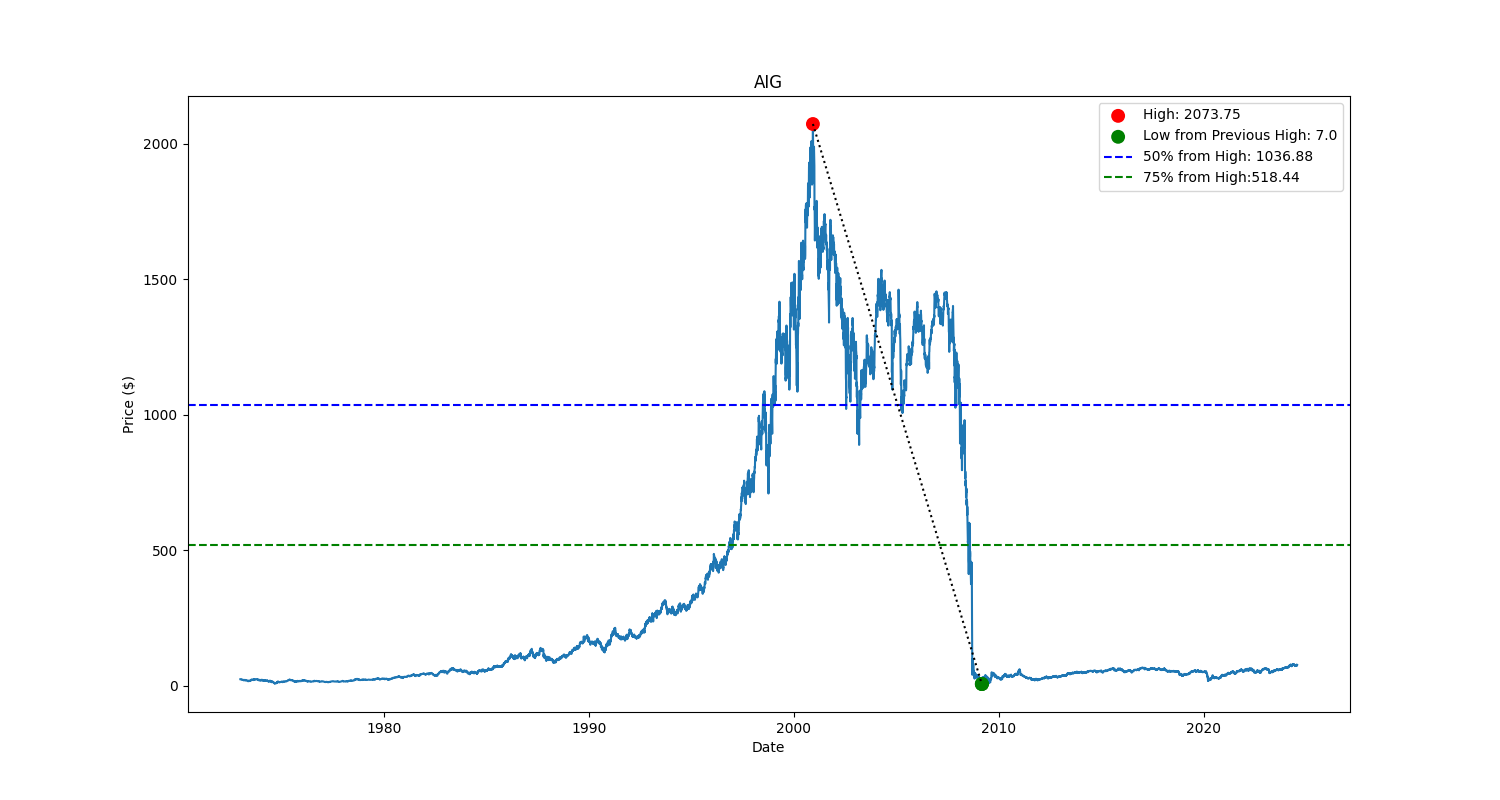 AIG
High: 2073.75
Low from Previous High: 7.0
50% from High: 1036.88
75% from High:518.44
Price ($)
2000
1500
1000
500
0
1980 1990 2000 2010 2020
Date